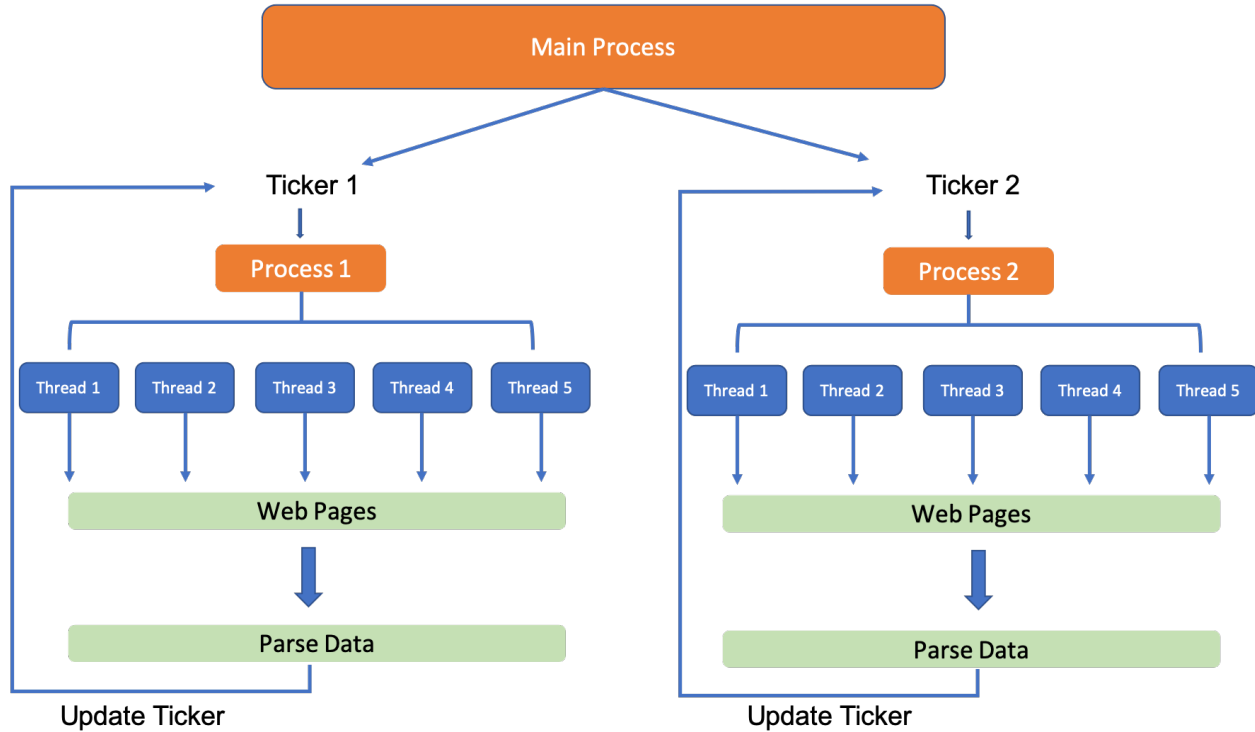 Main Process
Ticker 1
Ticker 2
Process 1
Process 2
Thread 1
Thread 2
Thread 3
Thread 4
Thread 5
Thread 1
Thread 2
Thread 3
Thread 4
Thread 5
Web Pages
Web Pages
Parse Data
Parse Data
Update Ticker
Update Ticker